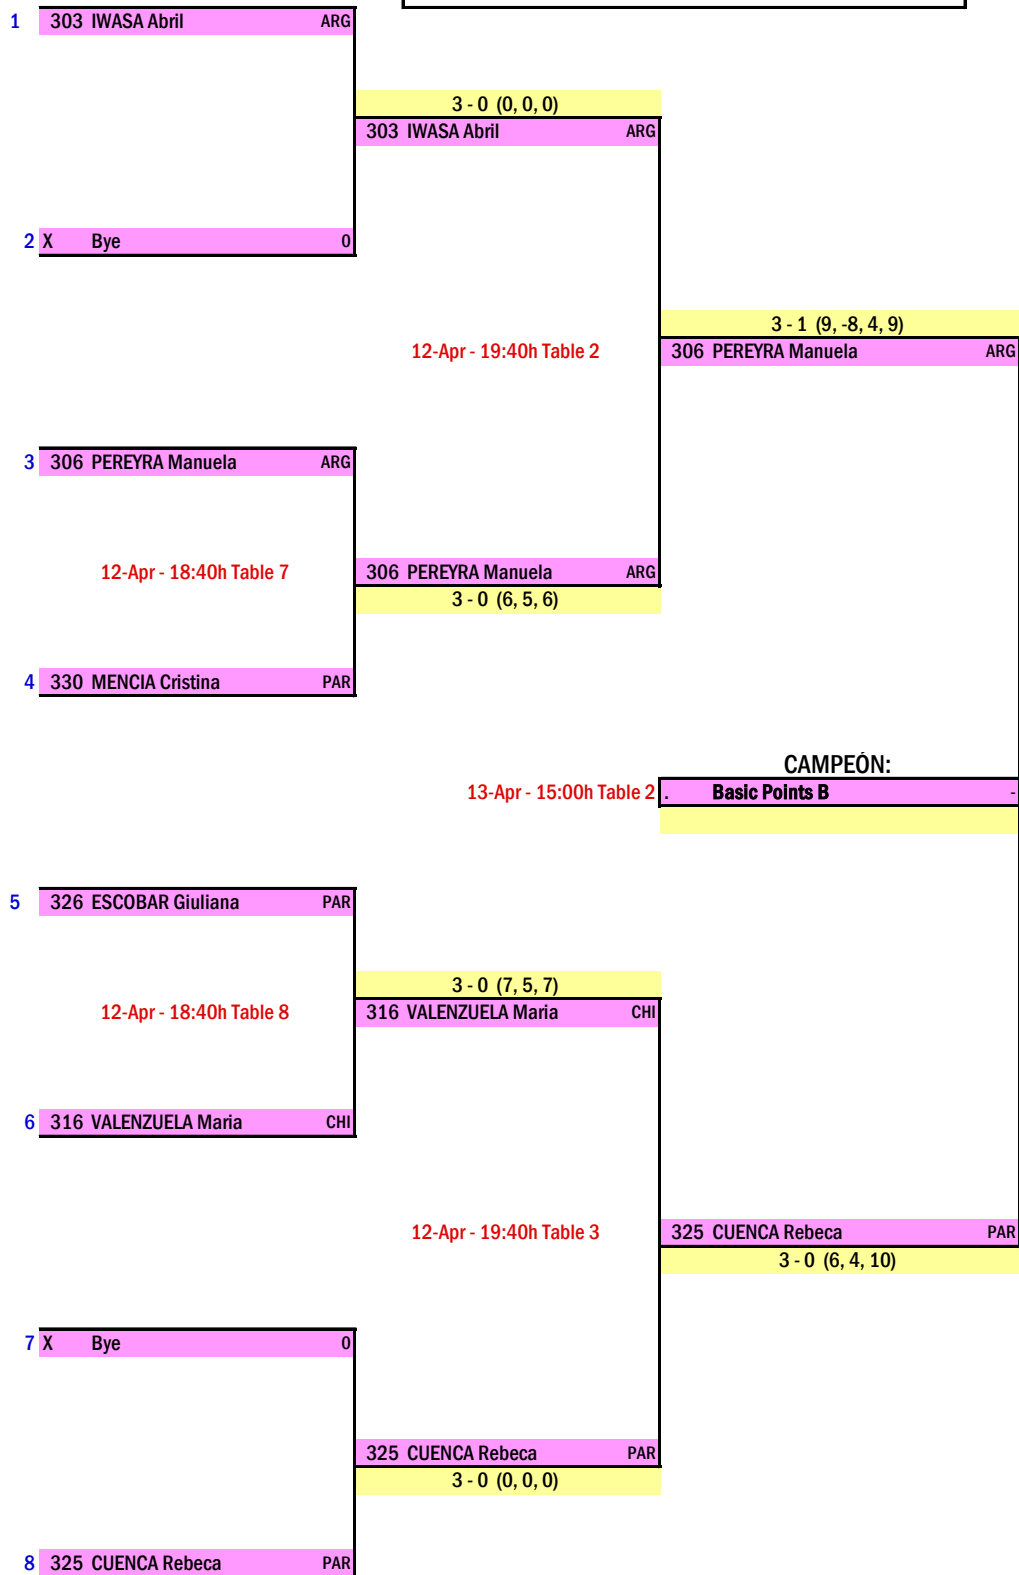 1 303 IWASA Abril ARG
3 - 0 (0, 0, 0)
303 IWASA Abril ARG
2 X Bye 0
3 - 1 (9, -8, 4, 9)
12-Apr - 19:40h Table 2
306 PEREYRA Manuela ARG
3 306 PEREYRA Manuela ARG
12-Apr - 18:40h Table 7
306 PEREYRA Manuela ARG
3 - 0 (6, 5, 6)
4 330 MENCIA Cristina PAR
CAMPEÓN:
13-Apr - 15:00h Table 2
. Basic Points B -
5 326 ESCOBAR Giuliana PAR
3 - 0 (7, 5, 7)
12-Apr - 18:40h Table 8
316 VALENZUELA Maria CHI
6 316 VALENZUELA Maria CHI
12-Apr - 19:40h Table 3
325 CUENCA Rebeca PAR
3 - 0 (6, 4, 10)
7 X Bye 0
325 CUENCA Rebeca PAR
3 - 0 (0, 0, 0)
8 325 CUENCA Rebeca PAR